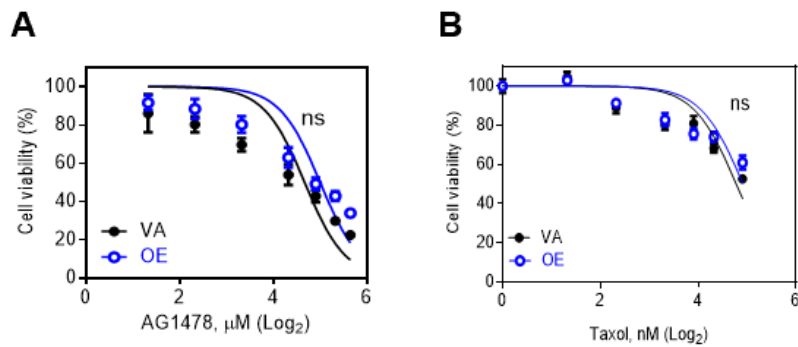 A
Cell viability (%)
100
80
60
40
20
0
ns
VA
OE
0
2
4
6
AG1478, μM (Log₂)
B
Cell viability (%)
100
80
60
40
20
0
ns
VA
OE
0
2
4
6
Taxol, nM (Log₂)